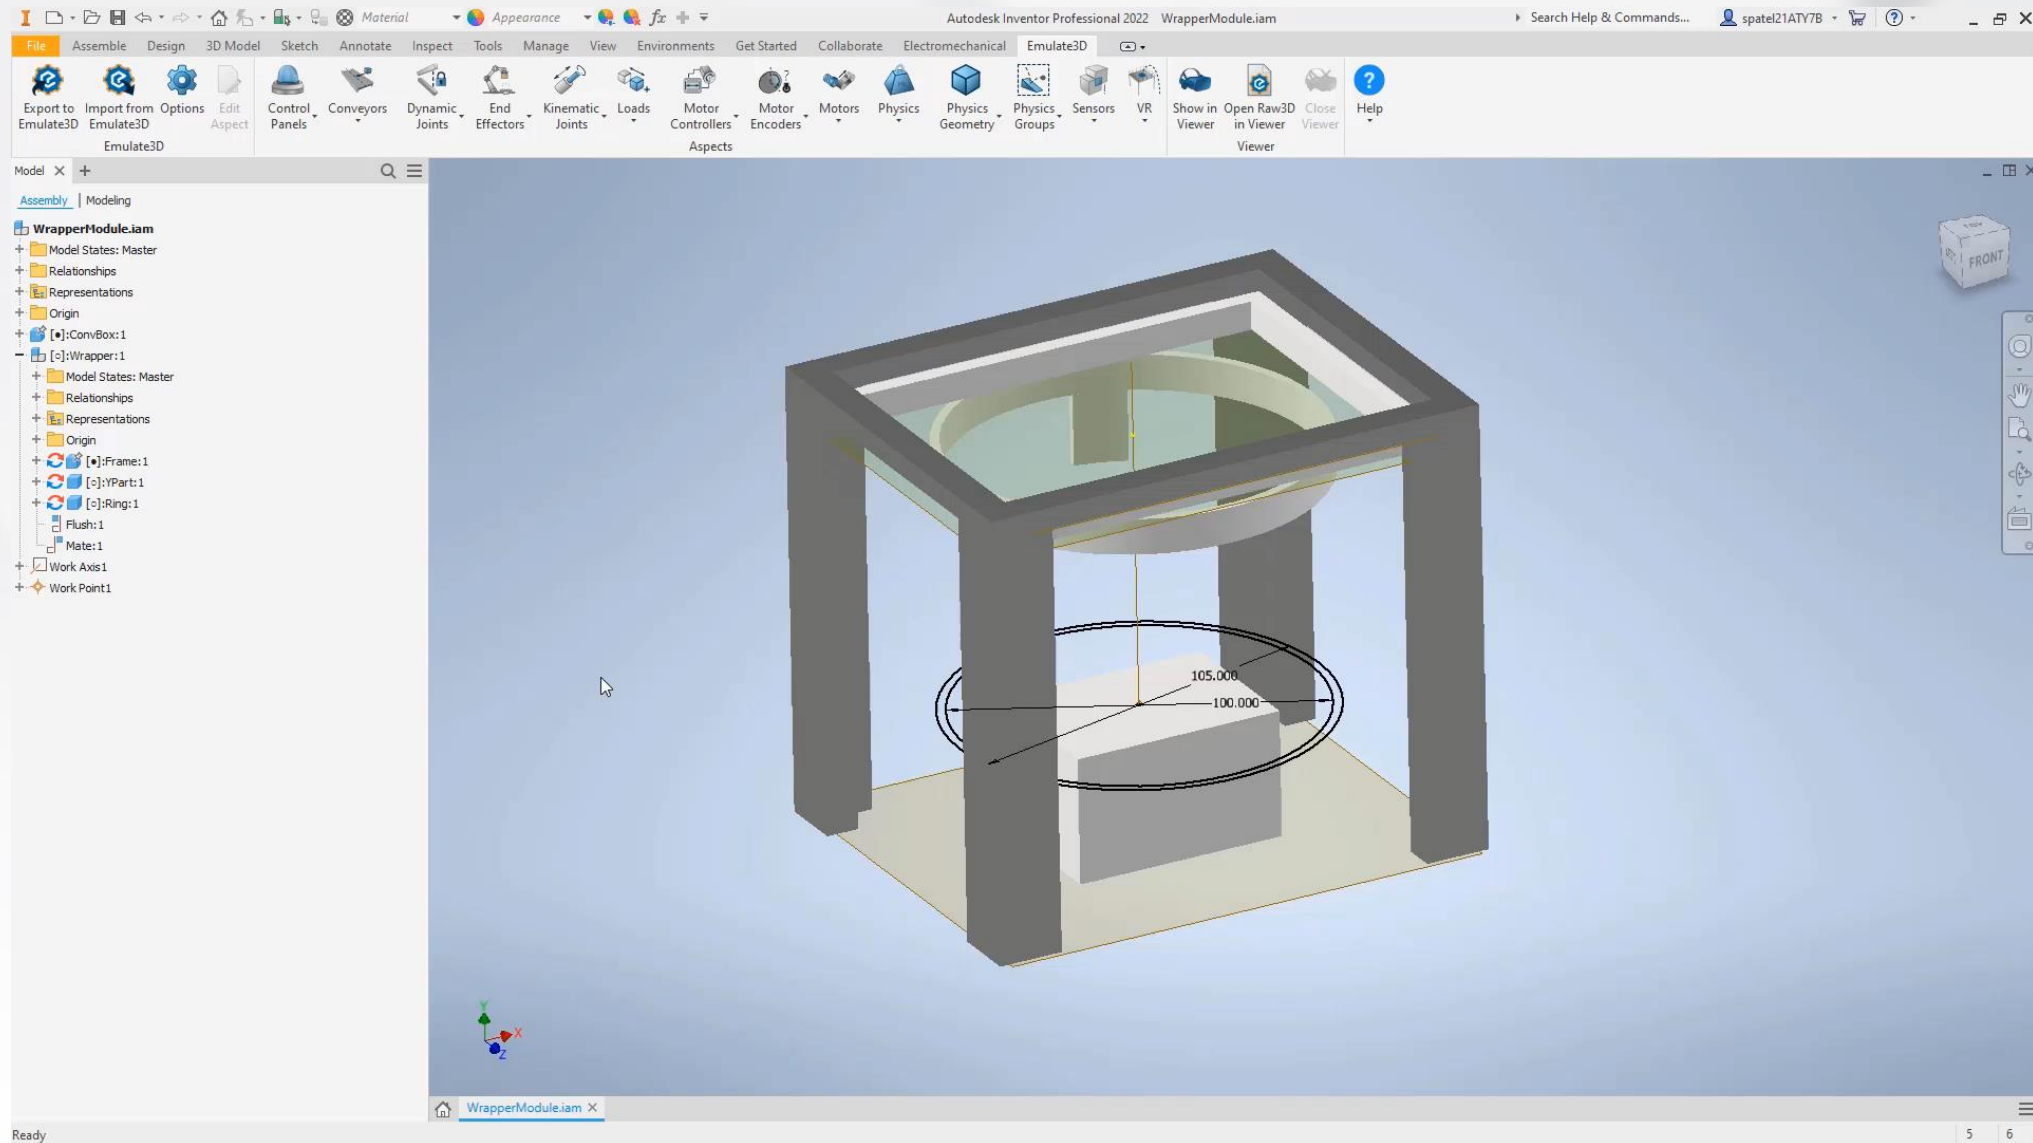 Material
Appearance
fx
Autodesk Inventor Professional 2022 WrapperModule.iam
Search Help & Commands...
spatel21ATY7B
File
Assemble
Design
3D Model
Sketch
Annotate
Inspect
Tools
Manage
View
Environments
Get Started
Collaborate
Electromechanical
Emulate3D
Export to
Emulate3D
Import from
Emulate3D
Options
Edit
Aspect
Control
Panels
Conveyors
Dynamic
Joints
End
Effectors
Kinematic
Joints
Loads
Motor
Controllers
Motor
Encoders
Motors
Physics
Physics
Geometry
Physics
Groups
Sensors
VR
Show in
Viewer
Open Raw3D
in Viewer
Close
Viewer
Help
Emulate3D
Aspects
Viewer
Model
Assembly | Modeling
WrapperModule.iam
Model States: Master
Relationships
Representations
Origin
[●]:ConvBox:1
[○]:Wrapper:1
Model States: Master
Relationships
Representations
Origin
[●]:Frame:1
[○]:YPart:1
[○]:Ring:1
Flush:1
Mate:1
Work Axis1
Work Point1
TOP
FRONT
105.000
100.000
Y
X
Z
WrapperModule.iam
Ready
5 6